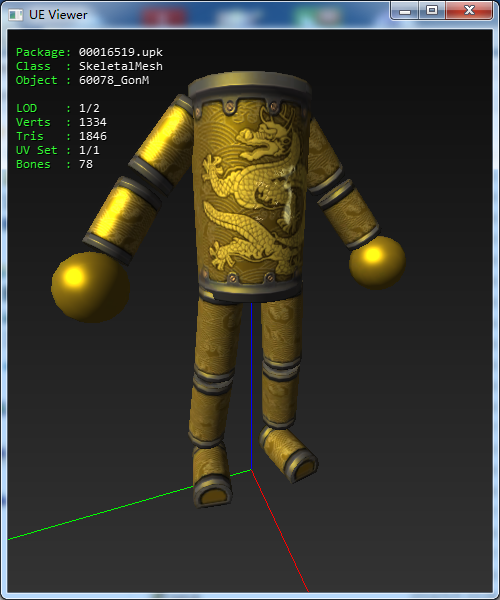 UE Viewer
Package: 00016519.upk
Class : SkeletalMesh
Object : 60078_GonM
LOD : 1/2
Verts : 1334
Tris : 1846
UV Set : 1/1
Bones : 78